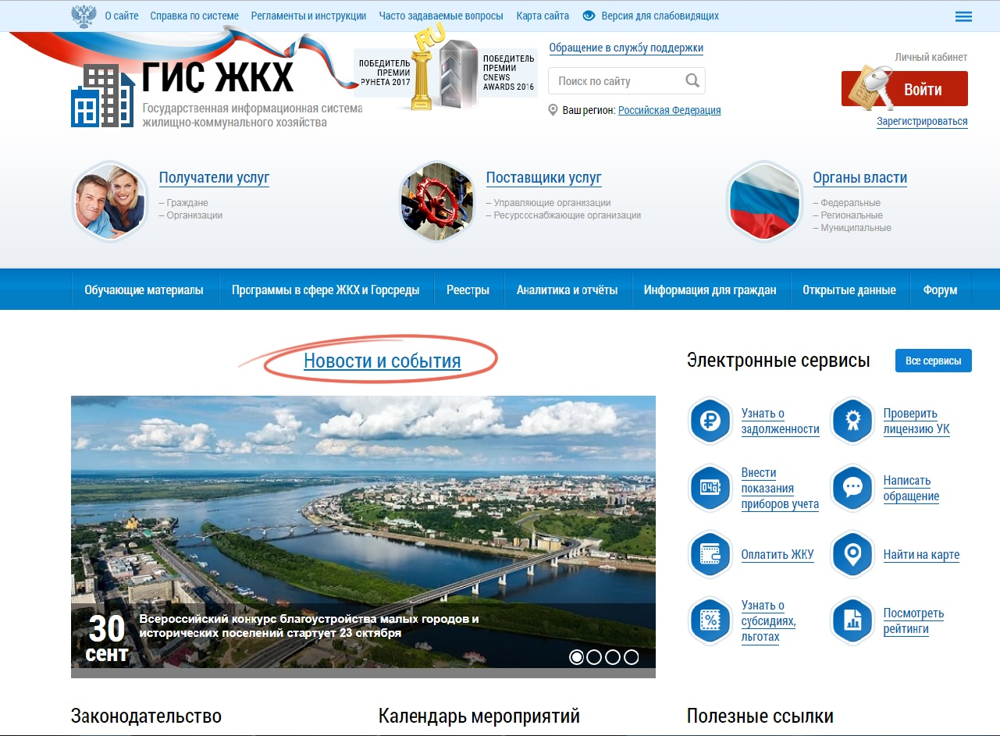 О сайте
Справка по системе
Регламенты и инструкции
Часто задаваемые вопросы
Карта сайта
Версия для слабовидящих
ГИС ЖКХ
Государственная информационная система
жилищно-коммунального хозяйства
ПОБЕДИТЕЛЬ
ПРЕМИИ
РУНЕТА 2017
RU
ПОБЕДИТЕЛЬ
ПРЕМИИ
CNEWS
AWARDS 2016
Обращение в службу поддержки
Поиск по сайту
Ваш регион: Российская Федерация
Личный кабинет
Войти
Зарегистрироваться
Получатели услуг
– Граждане
– Организации
Поставщики услуг
– Управляющие организации
– Ресурсоснабжающие организации
Органы власти
– Федеральные
– Региональные
– Муниципальные
Обучающие материалы
Программы в сфере ЖКХ и Горсреды
Реестры
Аналитика и отчёты
Информация для граждан
Открытые данные
Форум
Новости и события
30
сент
Всероссийский конкурс благоустройства малых городов и
исторических поселений стартует 23 октября
Электронные сервисы
Все сервисы
Узнать о
задолженности
Проверить
лицензию УК
Внести
показания
приборов учета
Написать
обращение
Оплатить ЖКУ
Найти на карте
Узнать о
субсидиях,
льготах
Посмотреть
рейтинги
Законодательство
Календарь мероприятий
Полезные ссылки